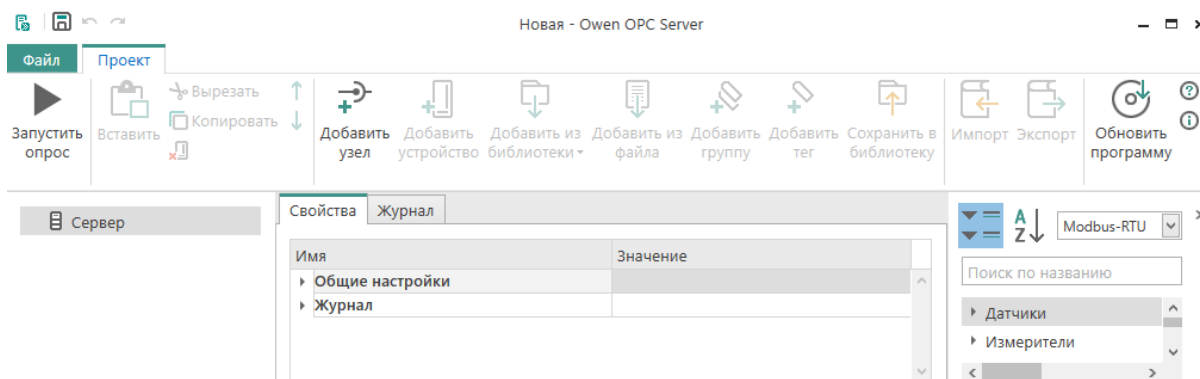 Новая - Owen OPC Server
Файл Проект
Запустить опрос
Вставить
Вырезать
Копировать
Добавить узел
Добавить устройство
Добавить из библиотеки
Добавить из файла
Добавить группу
Добавить тег
Сохранить в библиотеку
Импорт
Экспорт
Обновить программу
Сервер
Свойства Журнал
Имя Значение
Общие настройки
Журнал
Modbus-RTU
Поиск по названию
Датчики
Измерители